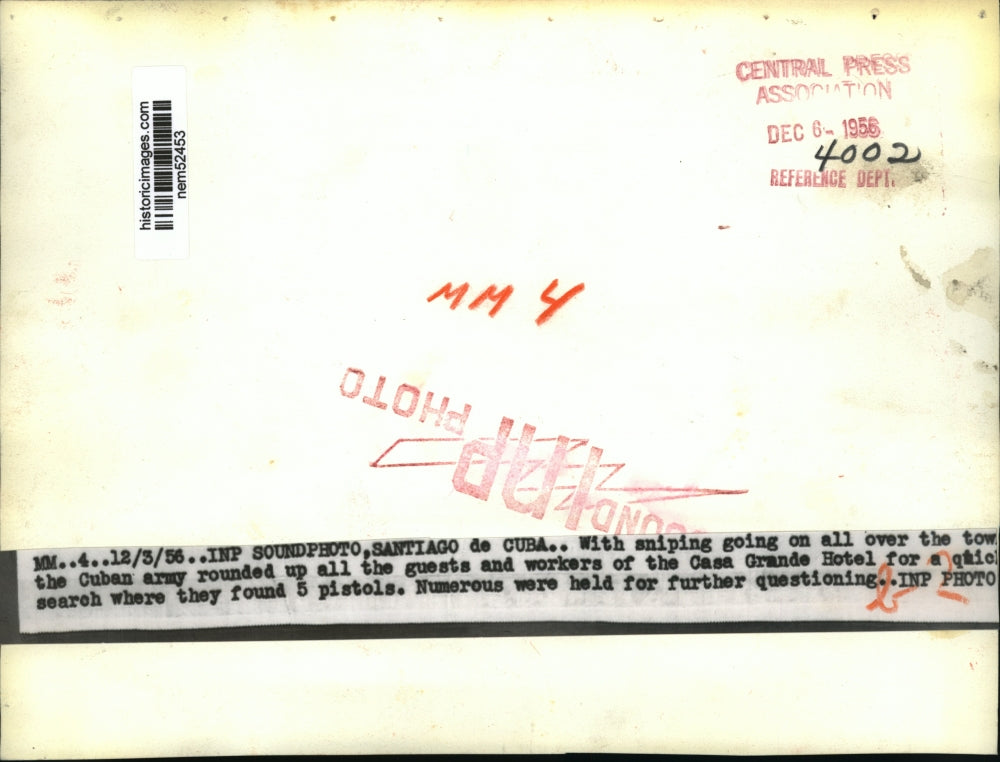 CENTRAL PRESS
ASSOCIATION
DEC 6- 1956
4002
REFERENCE DEPT.
historicimages.com
nem52453
MM 4
INP
SOUND
PHOTO
MM..4..12/3/56..INP SOUNDPHOTO,SANTIAGO de CUBA.. With sniping going on all over the tow
the Cuban army rounded up all the guests and workers of the Casa Grande Hotel for a quic
search where they found 5 pistols. Numerous were held for further questioning..INP PHOTO